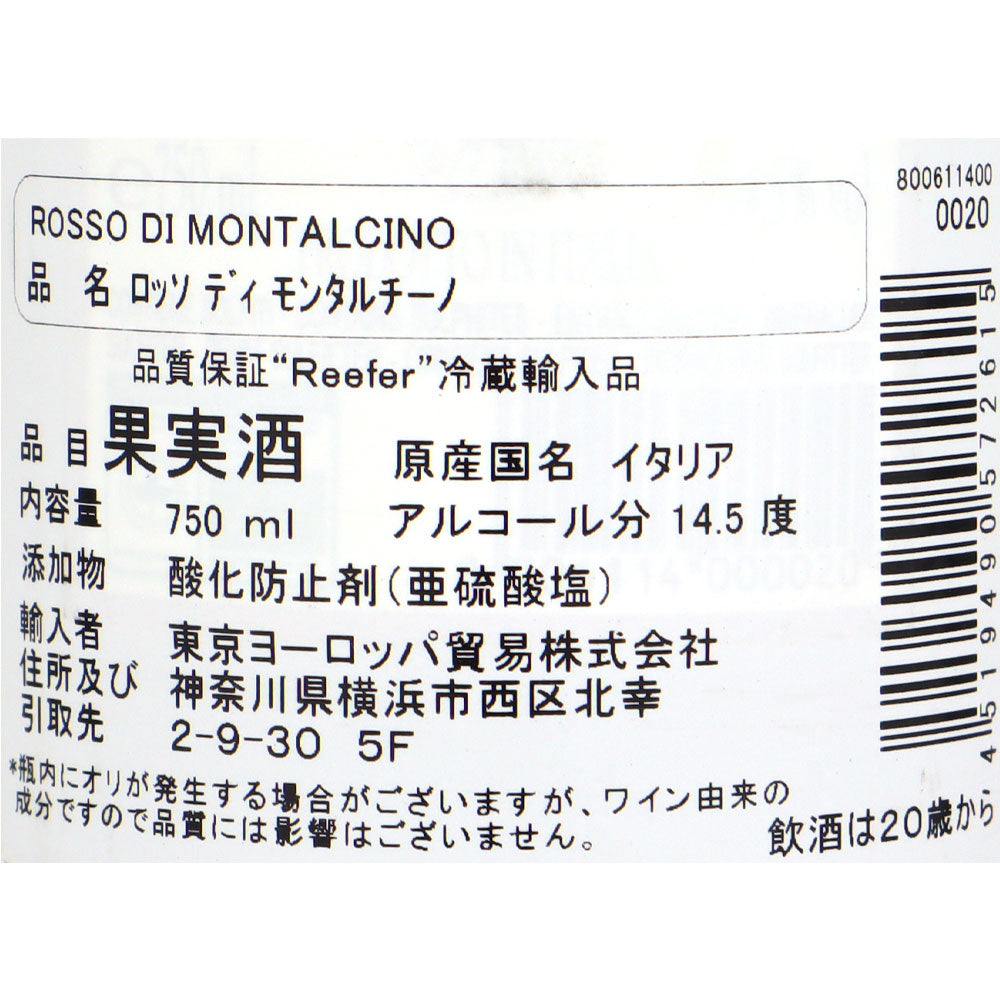 ROSSO DI MONTALCINO
品 名 ロッソ ディ モンタルチーノ
品質保証“Reefer”冷蔵輸入品
品 目 果実酒 原産国名 イタリア
内容量 750 ml アルコール分 14.5 度
添加物 酸化防止剤(亜硫酸塩)
輸入者 東京ヨーロッパ貿易株式会社
住所及び 神奈川県横浜市西区北幸
引取先 2-9-30 5F
*瓶内にオリが発生する場合がございますが、ワイン由来の
成分ですので品質には影響はございません。
飲酒は20歳から
800611400
0020
4519490572615